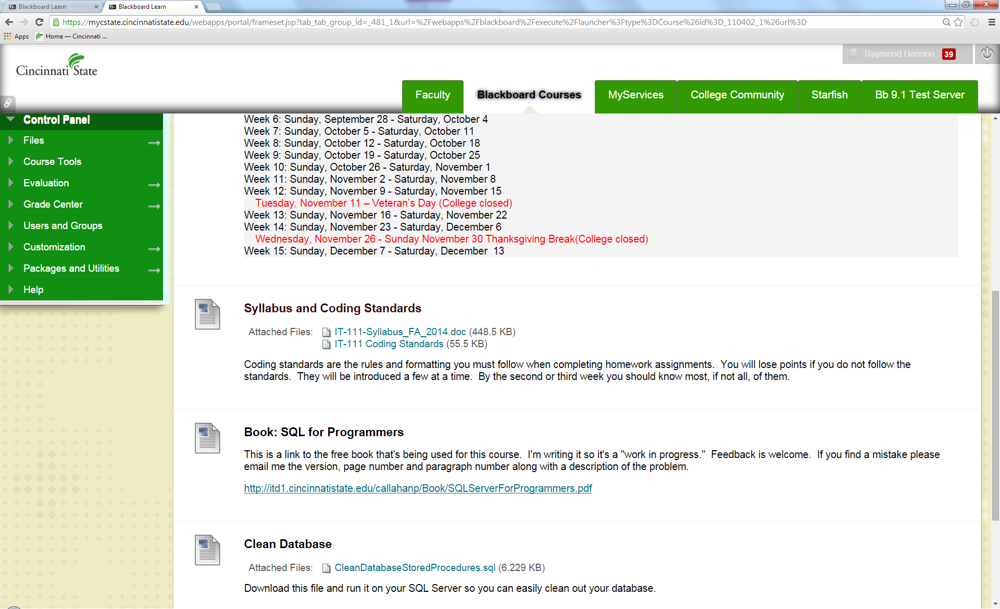 Blackboard Learn
Blackboard Learn
https://mycstate.cincinnatistate.edu/webapps/portal/frameset.jsp?tab_tab_group_id=_481_1&url=%2Fwebapps%2Fblackboard%2Fexecute%2Flauncher%3Ftype%3DCourse%26id%3D_110402_1%26url%3D
Apps Home — Cincinnati ...
Cincinnati State
Raymond Harmon 39
Faculty Blackboard Courses MyServices College Community Starfish Bb 9.1 Test Server
Control Panel
Files
Course Tools
Evaluation
Grade Center
Users and Groups
Customization
Packages and Utilities
Help
Week 6: Sunday, September 28 - Saturday, October 4
Week 7: Sunday, October 5 - Saturday, October 11
Week 8: Sunday, October 12 - Saturday, October 18
Week 9: Sunday, October 19 - Saturday, October 25
Week 10: Sunday, October 26 - Saturday, November 1
Week 11: Sunday, November 2 - Saturday, November 8
Week 12: Sunday, November 9 - Saturday, November 15
Tuesday, November 11 – Veteran’s Day (College closed)
Week 13: Sunday, November 16 - Saturday, November 22
Week 14: Sunday, November 23 - Saturday, December 6
Wednesday, November 26 - Sunday November 30 Thanksgiving Break(College closed)
Week 15: Sunday, December 7 - Saturday, December  13
Syllabus and Coding Standards
Attached Files: IT-111-Syllabus_FA_2014.doc (448.5 KB)
IT-111 Coding Standards (55.5 KB)
Coding standards are the rules and formatting you must follow when completing homework assignments.  You will lose points if you do not follow the
standards.  They will be introduced a few at a time.  By the second or third week you should know most, if not all, of them.
Book: SQL for Programmers
This is a link to the free book that's being used for this course.  I'm writing it so it's a "work in progress."  Feedback is welcome.  If you find a mistake please
email me the version, page number and paragraph number along with a description of the problem.
http://itd1.cincinnatistate.edu/callahanp/Book/SQLServerForProgrammers.pdf
Clean Database
Attached Files: CleanDatabaseStoredProcedures.sql (6.229 KB)
Download this file and run it on your SQL Server so you can easily clean out your database.